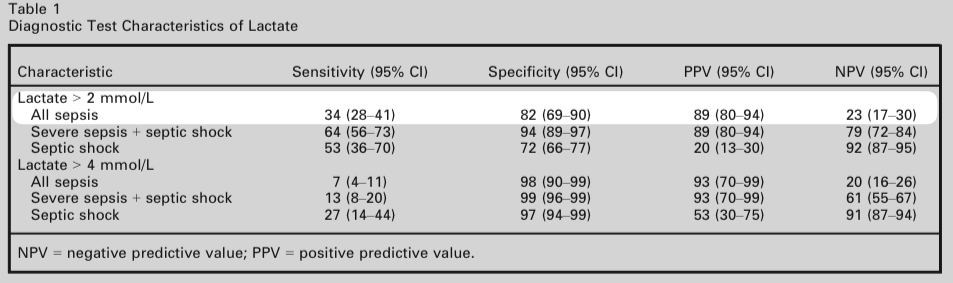 Table 1
Diagnostic Test Characteristics of Lactate
Characteristic Sensitivity (95% CI) Specificity (95% CI) PPV (95% CI) NPV (95% CI)
Lactate > 2 mmol/L
All sepsis 34 (28–41) 82 (69–90) 89 (80–94) 23 (17–30)
Severe sepsis + septic shock 64 (56–73) 94 (89–97) 89 (80–94) 79 (72–84)
Septic shock 53 (36–70) 72 (66–77) 20 (13–30) 92 (87–95)
Lactate > 4 mmol/L
All sepsis 7 (4–11) 98 (90–99) 93 (70–99) 20 (16–26)
Severe sepsis + septic shock 13 (8–20) 99 (96–99) 93 (70–99) 61 (55–67)
Septic shock 27 (14–44) 97 (94–99) 53 (30–75) 91 (87–94)
NPV = negative predictive value; PPV = positive predictive value.